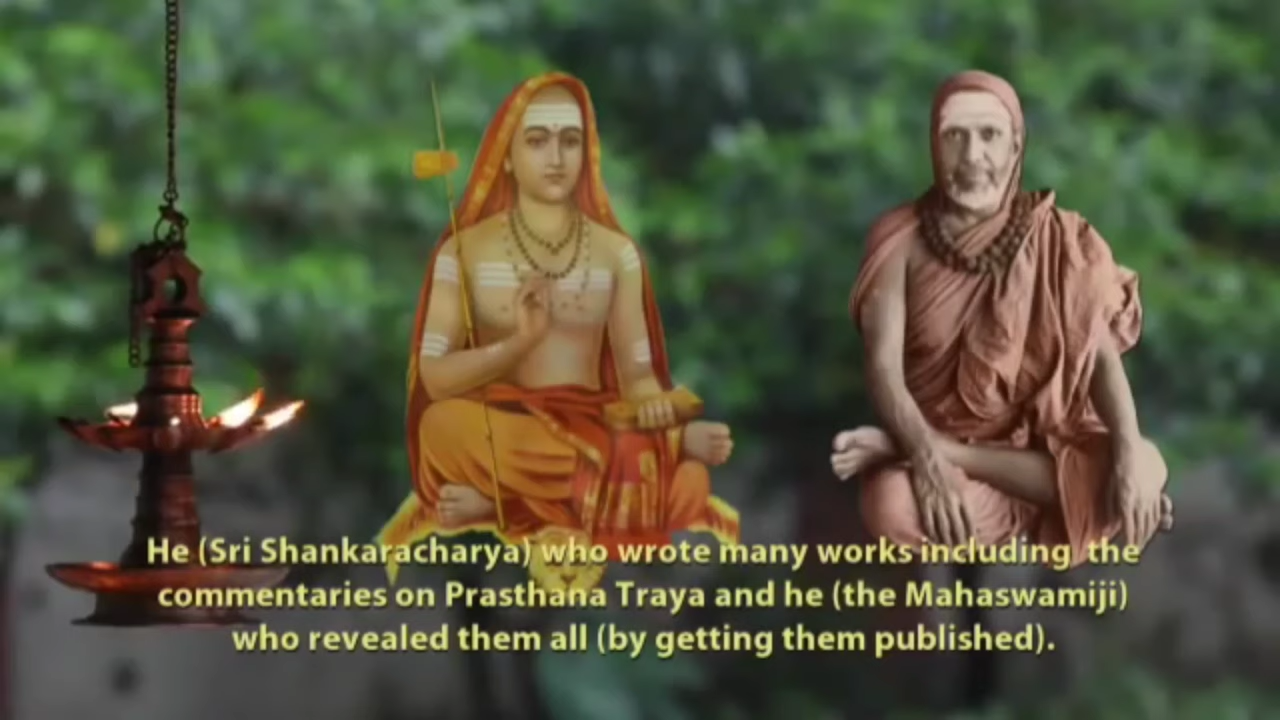 He (Sri Shankaracharya) who wrote many works including the
commentaries on Prasthana Traya and he (the Mahaswamiji)
who revealed them all (by getting them published).